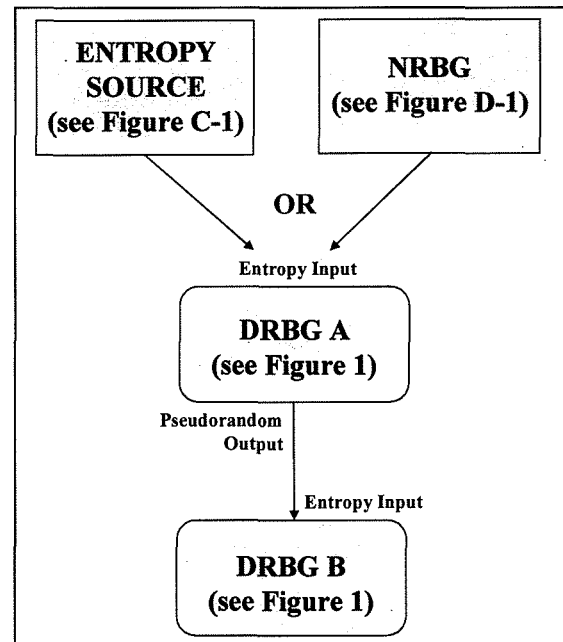 ENTROPY
SOURCE
(see Figure C-1)
NRBG
(see Figure D-1)
OR
Entropy Input
DRBG A
(see Figure 1)
Pseudorandom
Output
Entropy Input
DRBG B
(see Figure 1)